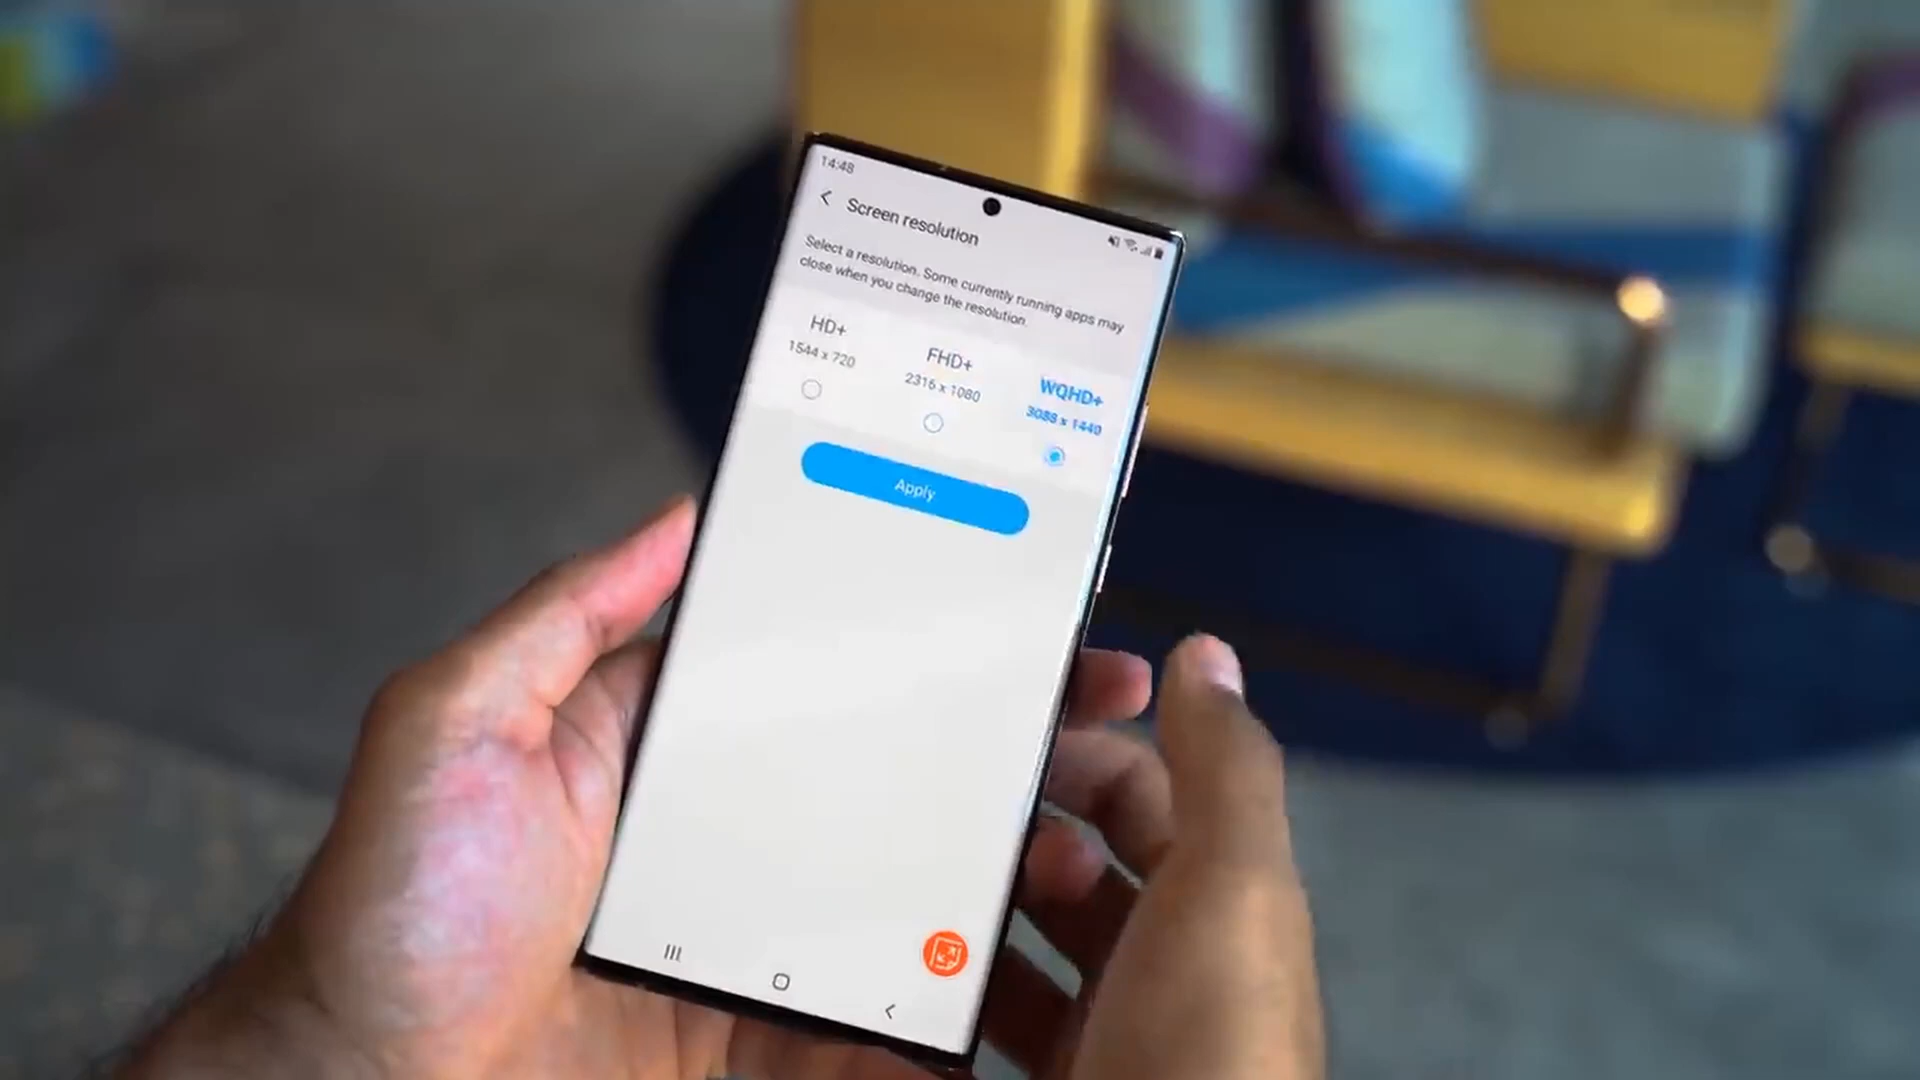 14:48
Screen resolution
Select a resolution. Some currently running apps may
close when you change the resolution.
HD+
1544 x 720
FHD+
2316 x 1080
WQHD+
3088 x 1440
Apply